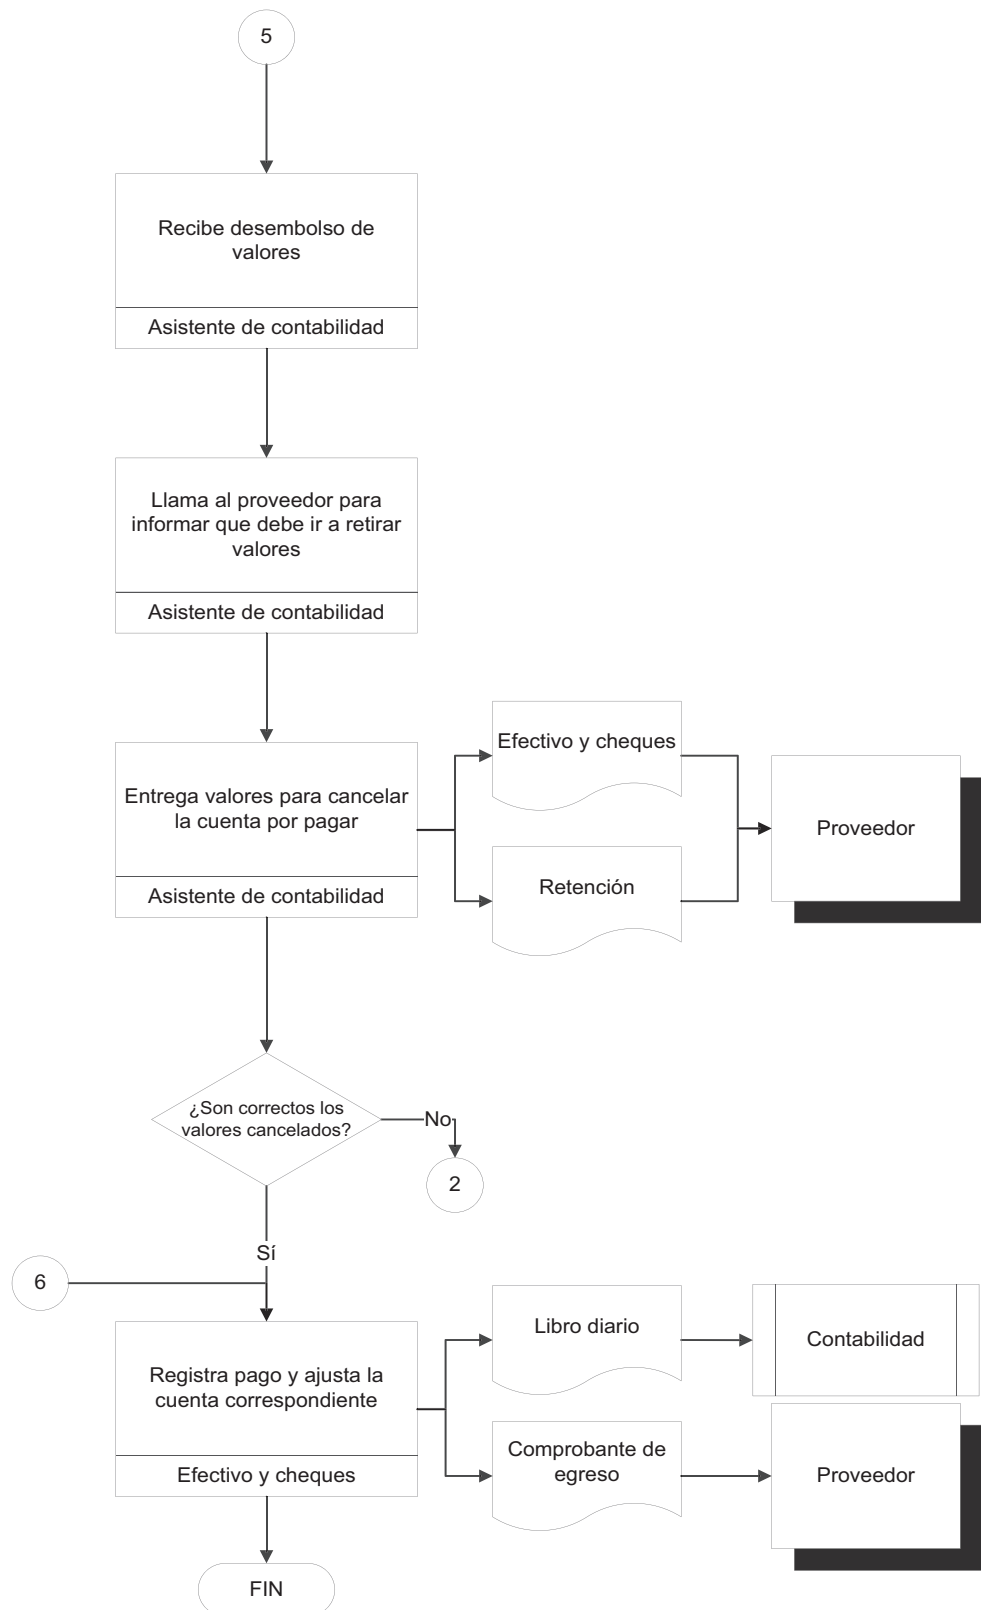 5
Recibe desembolso de
valores
Asistente de contabilidad
Llama al proveedor para
informar que debe ir a retirar
valores
Asistente de contabilidad
Entrega valores para cancelar
la cuenta por pagar
Asistente de contabilidad
Efectivo y cheques
Retención
Proveedor
¿Son correctos los
valores cancelados?
No
2
Sí
6
Registra pago y ajusta la
cuenta correspondiente
Efectivo y cheques
Libro diario
Contabilidad
Comprobante de
egreso
Proveedor
FIN